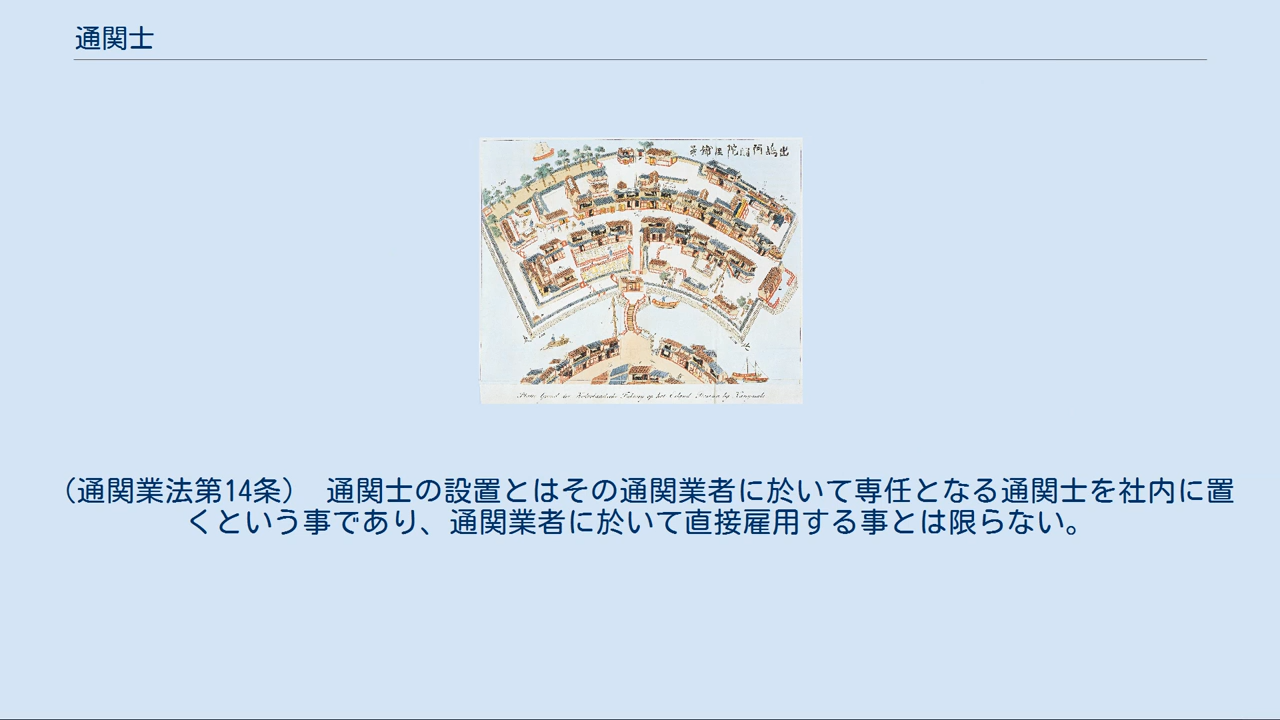 通関士
(通関業法第14条)　通関士の設置とはその通関業者に於いて専任となる通関士を社内に置
くという事であり、通関業者に於いて直接雇用する事とは限らない。